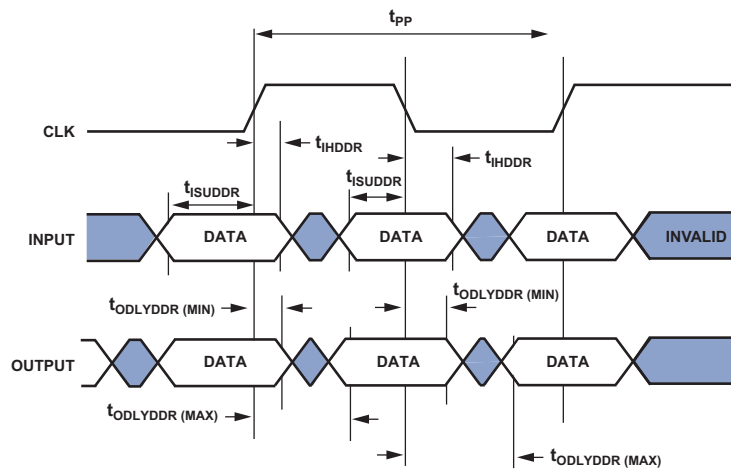 tPP
CLK
tIHDDR
tIHDDR
tISUDDR
tISUDDR
INPUT
DATA
DATA
DATA
INVALID
tODLYDDR (MIN)
tODLYDDR (MIN)
OUTPUT
DATA
DATA
DATA
tODLYDDR (MAX)
tODLYDDR (MAX)